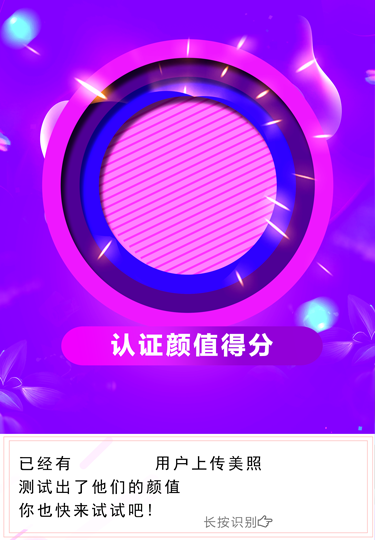 认证颜值得分
已经有 用户上传美照
测试出了他们的颜值
你也快来试试吧!
长按识别